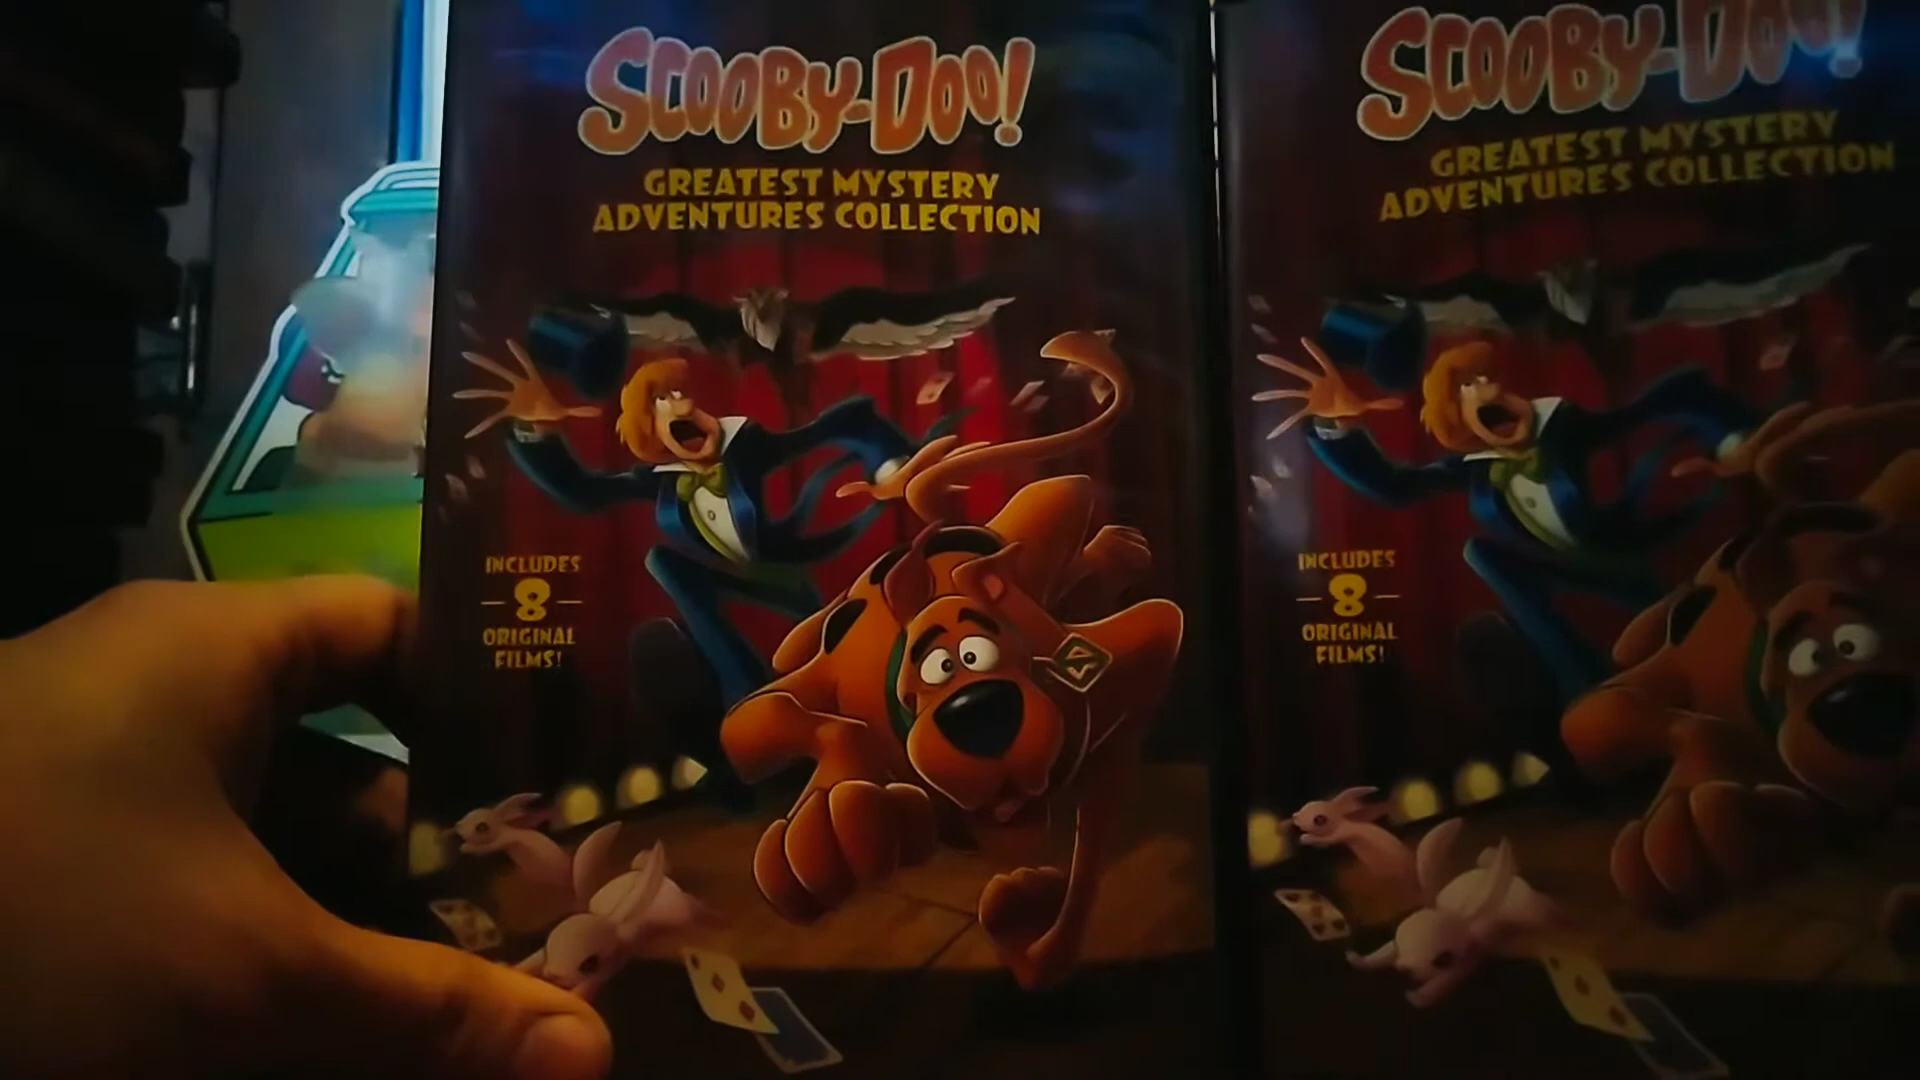 SCOOBY-DOO!
GREATEST MYSTERY
ADVENTURES COLLECTION
INCLUDES
8
ORIGINAL
FILMS!
SCOOBY-DOO!
GREATEST MYSTERY
ADVENTURES COLLECTION
INCLUDES
8
ORIGINAL
FILMS!